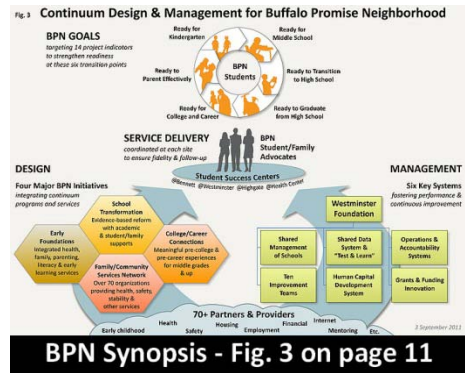 Fig. 3 Continuum Design & Management for Buffalo Promise Neighborhood
BPN GOALS
targeting 14 project indicators
to strengthen readiness
at these six transition points
Ready for
Kindergarten
Ready for
Middle School
Ready to
Parent Effectively
BPN
Students
Ready to Transition
to High School
Ready for
College and Career
Ready to Graduate
from High School
SERVICE DELIVERY
coordinated at each site
to ensure fidelity & follow-up
BPN
Student/Family
Advocates
Student Success Centers
@Bennett @Westminster @Highgate @Health Center
DESIGN
Four Major BPN Initiatives
integrating continuum
programs and services
MANAGEMENT
Six Key Systems
fostering performance &
continuous improvement
School
Transformation
Evidence-based reform
with academic
& student/family
supports
Early
Foundations
Integrated health,
family, parenting,
literacy & early
learning services
College/Career
Connections
Meaningful pre-college &
pre-career experiences
for middle grades
& up
Family/Community
Services Network
Over 70 organizations
providing health, safety,
stability &
other services
Westminster
Foundation
Shared
Management
of Schools
Shared Data
System &
"Test & Learn"
Operations &
Accountability
Systems
Ten
Improvement
Teams
Human Capital
Development
System
Grants & Funding
Innovation
70+ Partners & Providers
Early childhood Health Safety Housing Employment Financial Internet Mentoring Etc.
3 September 2011
BPN Synopsis - Fig. 3 on page 11